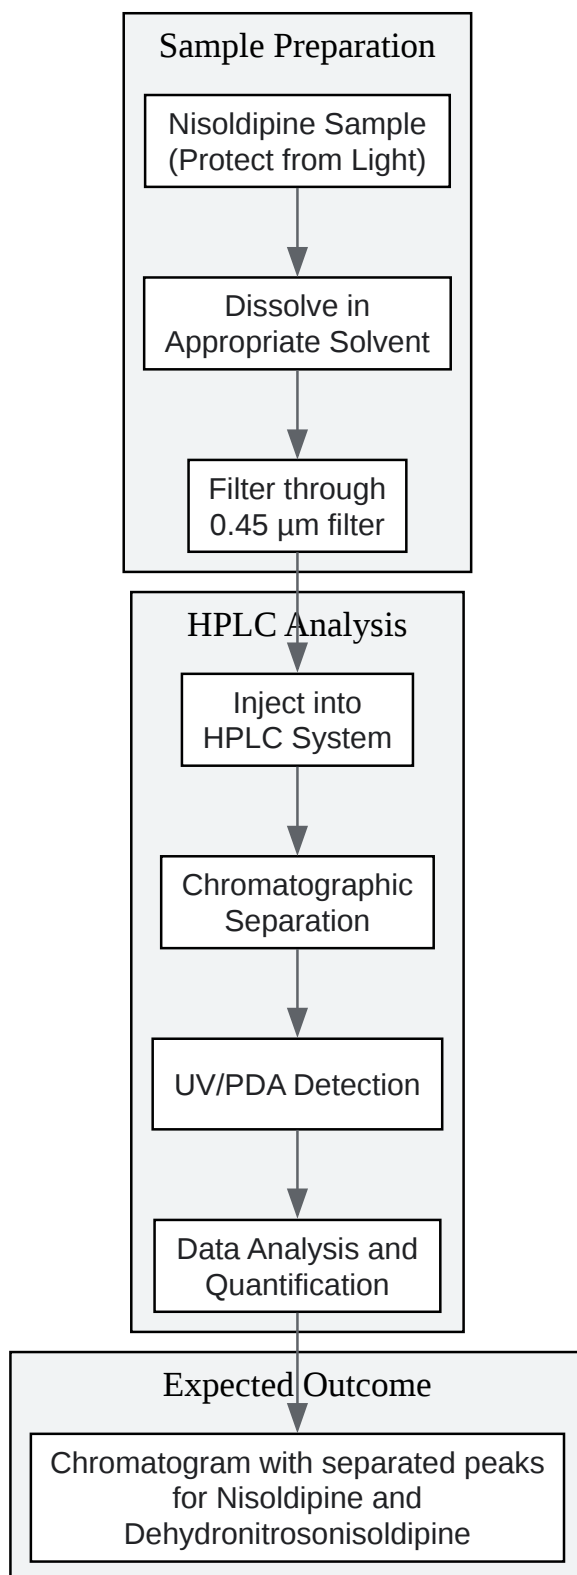 Sample Preparation
Nisoldipine Sample
(Protect from Light)
Dissolve in
Appropriate Solvent
Filter through
0.45 µm filter
HPLC Analysis
Inject into
HPLC System
Chromatographic
Separation
UV/PDA Detection
Data Analysis and
Quantification
Expected Outcome
Chromatogram with separated peaks
for Nisoldipine and
Dehydronitrosonisoldipine